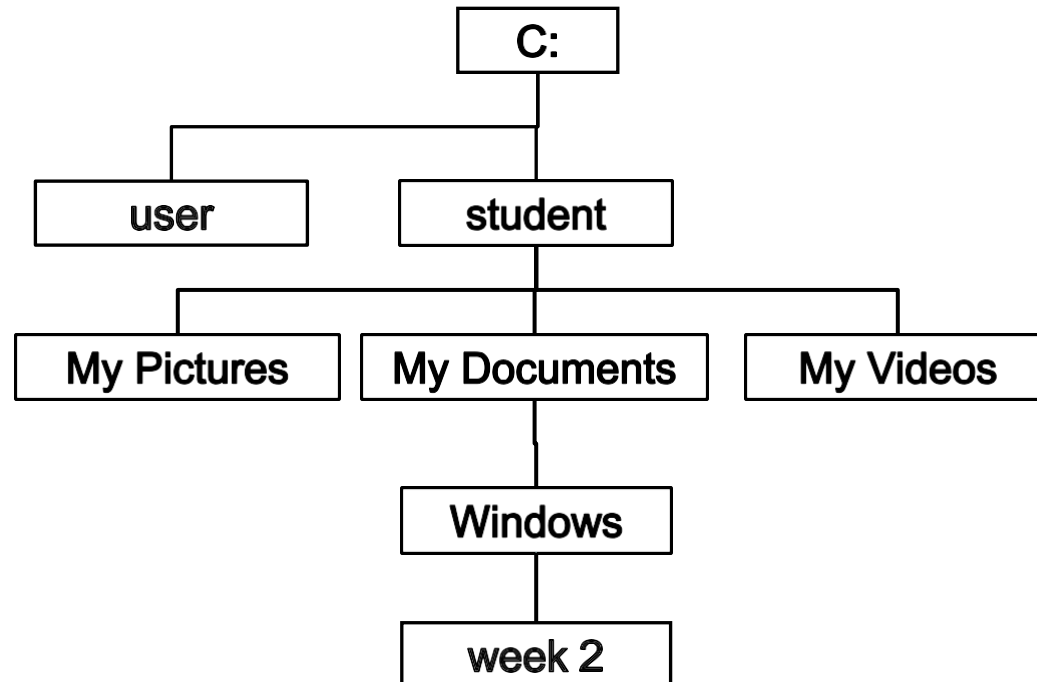 C:
user
student
My Pictures
My Documents
My Videos
Windows
week 2